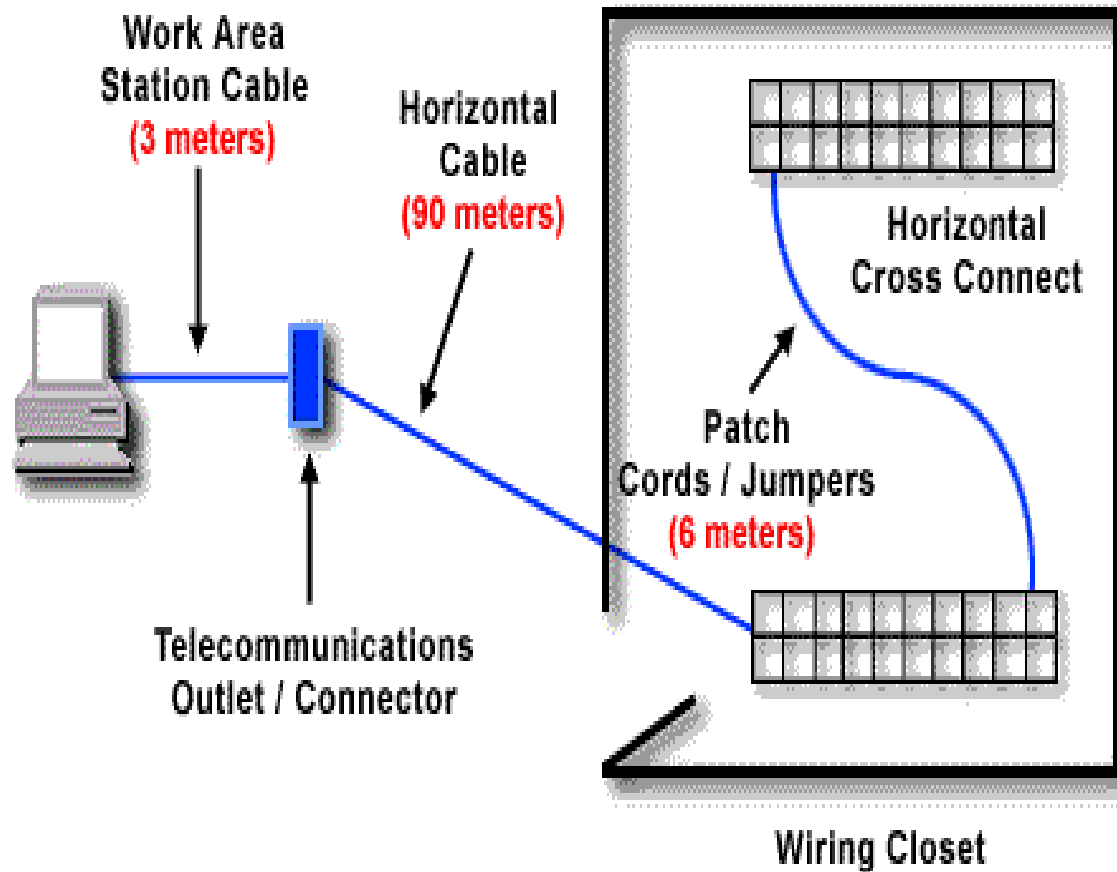 Work Area
Station Cable
(3 meters)
Horizontal
Cable
(90 meters)
Horizontal
Cross Connect
Patch
Cords / Jumpers
(6 meters)
Telecommunications
Outlet / Connector
Wiring Closet